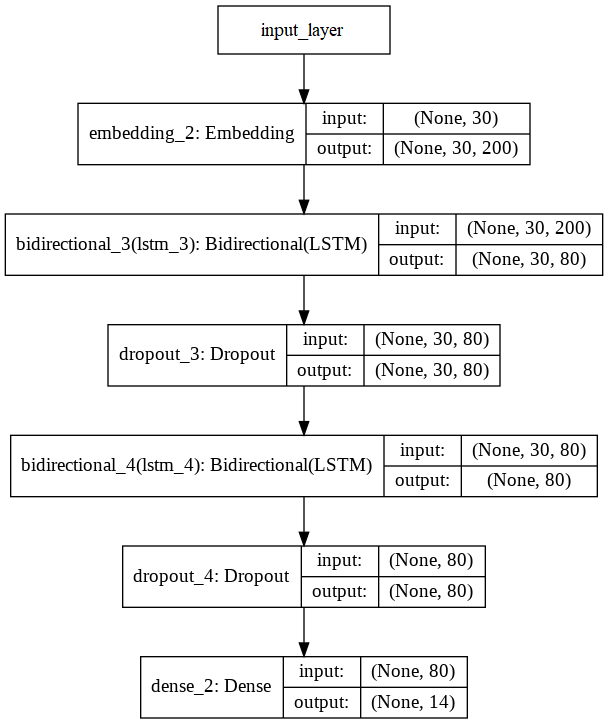 input_layer
embedding_2: Embedding
input: (None, 30)
output: (None, 30, 200)
bidirectional_3(lstm_3): Bidirectional(LSTM)
input: (None, 30, 200)
output: (None, 30, 80)
dropout_3: Dropout
input: (None, 30, 80)
output: (None, 30, 80)
bidirectional_4(lstm_4): Bidirectional(LSTM)
input: (None, 30, 80)
output: (None, 80)
dropout_4: Dropout
input: (None, 80)
output: (None, 80)
dense_2: Dense
input: (None, 80)
output: (None, 14)